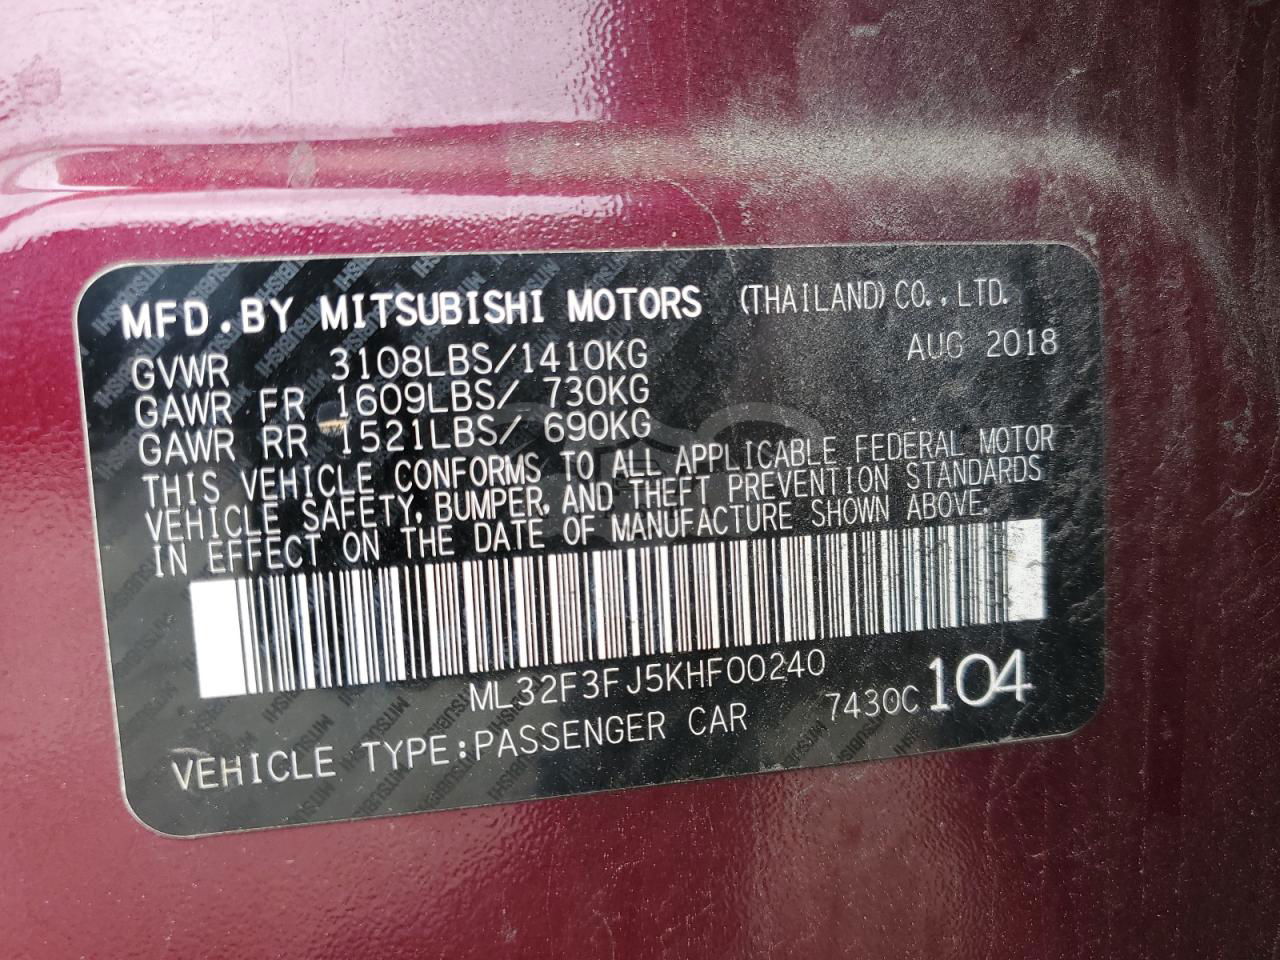 MFD.BY MITSUBISHI MOTORS (THAILAND)CO.,LTD.
AUG 2018
GVWR 3108LBS/1410KG
GAWR FR 1609LBS/ 730KG
GAWR RR 1521LBS/ 690KG
THIS VEHICLE CONFORMS TO ALL APPLICABLE FEDERAL MOTOR
VEHICLE SAFETY,BUMPER,AND THEFT PREVENTION STANDARDS
IN EFFECT ON THE DATE OF MANUFACTURE SHOWN ABOVE.
ML32F3FJ5KHF00240
VEHICLE TYPE:PASSENGER CAR 7430C 104